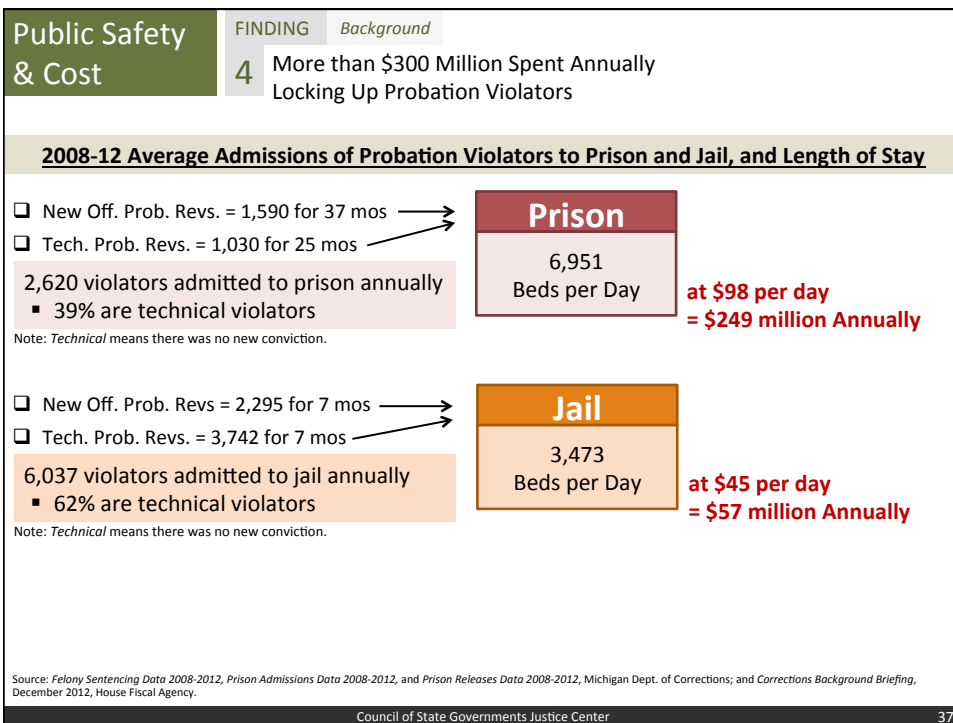 Public Safety
& Cost
FINDING
Background
4
More than $300 Million Spent Annually
Locking Up Probation Violators
2008-12 Average Admissions of Probation Violators to Prison and Jail, and Length of Stay
❑ New Off. Prob. Revs. = 1,590 for 37 mos
❑ Tech. Prob. Revs. = 1,030 for 25 mos
2,620 violators admitted to prison annually
▪ 39% are technical violators
Note: Technical means there was no new conviction.
Prison
6,951
Beds per Day
at $98 per day
= $249 million Annually
❑ New Off. Prob. Revs = 2,295 for 7 mos
❑ Tech. Prob. Revs. = 3,742 for 7 mos
6,037 violators admitted to jail annually
▪ 62% are technical violators
Note: Technical means there was no new conviction.
Jail
3,473
Beds per Day
at $45 per day
= $57 million Annually
Source: Felony Sentencing Data 2008-2012, Prison Admissions Data 2008-2012, and Prison Releases Data 2008-2012, Michigan Dept. of Corrections; and Corrections Background Briefing,
December 2012, House Fiscal Agency.
Council of State Governments Justice Center
37